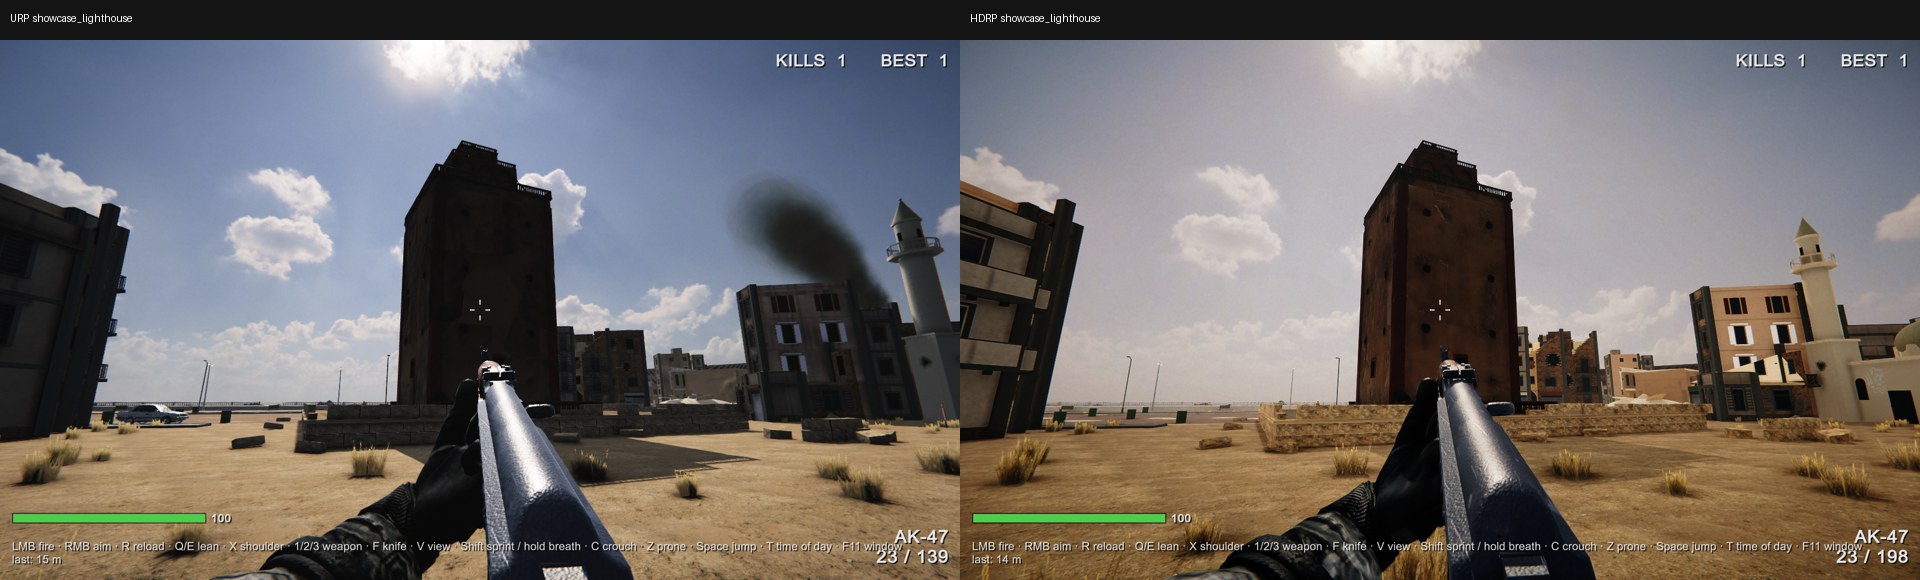 URP showcase_lighthouse
HDRP showcase_lighthouse
KILLS 1 BEST 1
KILLS 1 BEST 1
100
AK-47
LMB fire · RMB aim · R reload · Q/E lean · X shoulder · 1/2/3 weapon · F knife · V view · Shift sprint / hold breath · C crouch · Z prone · Space jump · T time of day · F11 window
last: 15 m
23 / 139
100
AK-47
LMB fire · RMB aim · R reload · Q/E lean · X shoulder · 1/2/3 weapon · F knife · V view · Shift sprint / hold breath · C crouch · Z prone · Space jump · T time of day · F11 window
last: 14 m
23 / 198